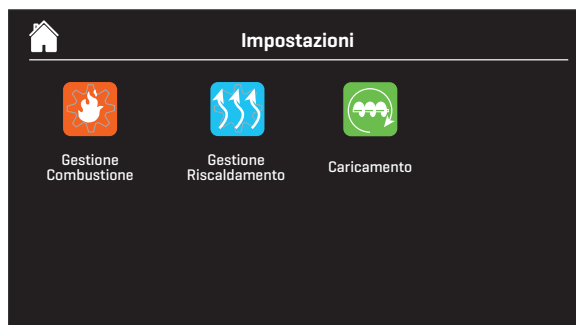 Impostazioni
Gestione
Combustione
Gestione
Riscaldamento
Caricamento